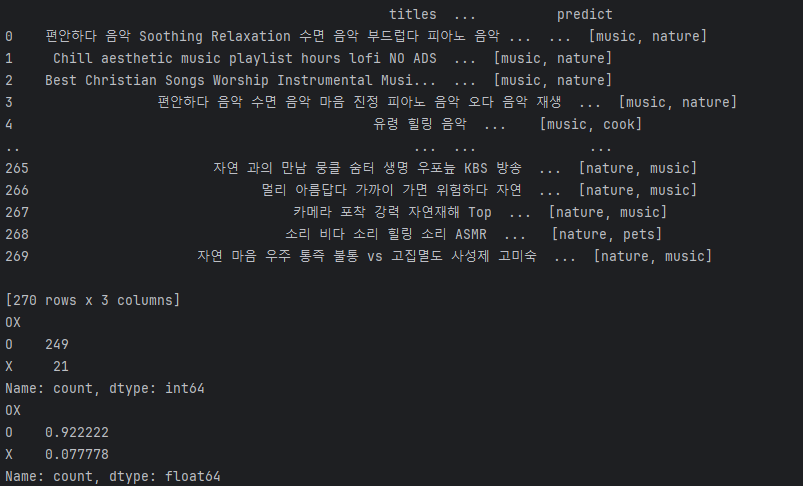 titles  ...          predict
0    편안하다 음악 Soothing Relaxation 수면 음악 부드럽다 피아노 음악 ...  ...  [music, nature]
1    Chill aesthetic music playlist hours lofi NO ADS  ...  [music, nature]
2    Best Christian Songs Worship Instrumental Musi...  ...  [music, nature]
3    편안하다 음악 수면 음악 마음 진정 피아노 음악 오다 음악 재생  ...  [music, nature]
4    유령 힐링 음악  ...    [music, cook]
..    ...  ...    ...
265    자연 과의 만남 뭉클 숨터 생명 우포늪 KBS 방송  ...  [nature, music]
266    멀리 아름답다 가까이 가면 위험하다 자연  ...  [nature, music]
267    카메라 포착 강력 자연재해 Top  ...  [nature, music]
268    소리 비다 소리 힐링 소리 ASMR  ...   [nature, pets]
269    자연 마음 우주 통즉 불통 vs 고집멸도 사성제 고미숙  ...  [nature, music]
[270 rows x 3 columns]
OX
O    249
X     21
Name: count, dtype: int64
OX
O    0.922222
X    0.077778
Name: count, dtype: float64